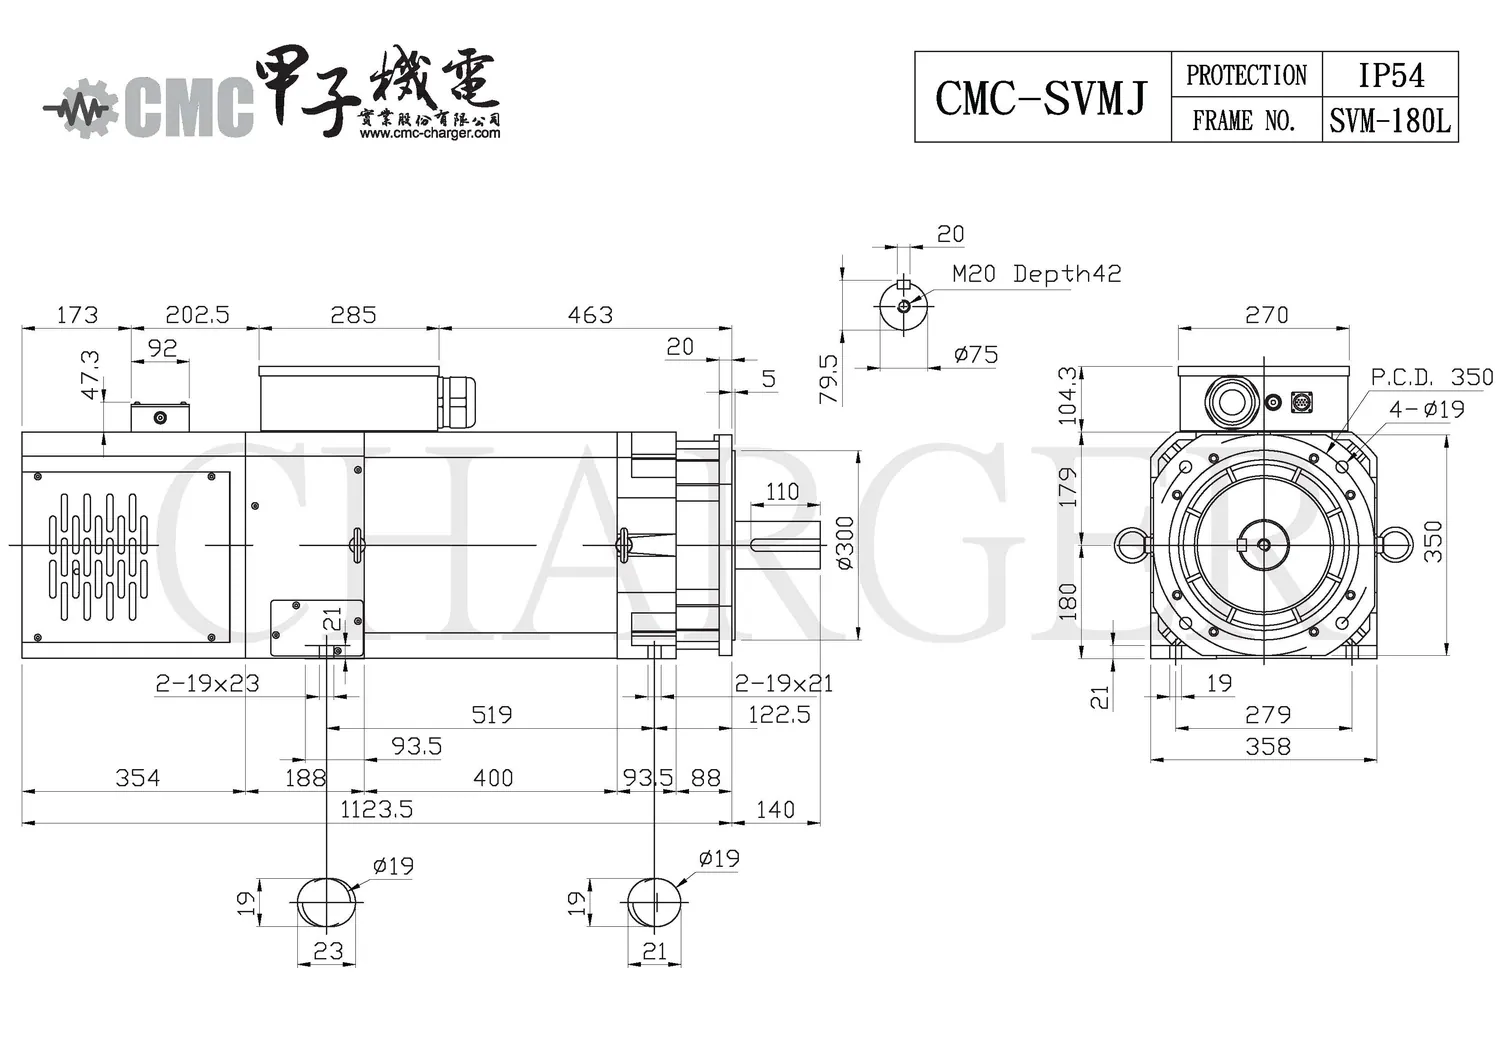 CMC 甲子機電
實業股份有限公司
www.cmc-charger.com
CMC-SVMJ
PROTECTION
IP54
FRAME NO.
SVM-180L
20
M20 Depth42
79.5
ø75
173
202.5
285
463
92
47.3
20
5
110
ø300
21
2-19x23
2-19x21
519
122.5
93.5
354
188
400
93.5
88
1123.5
140
ø19
19
23
ø19
19
21
270
104.3
P.C.D. 350
4-ø19
179
350
180
21
19
279
358
CHARGER